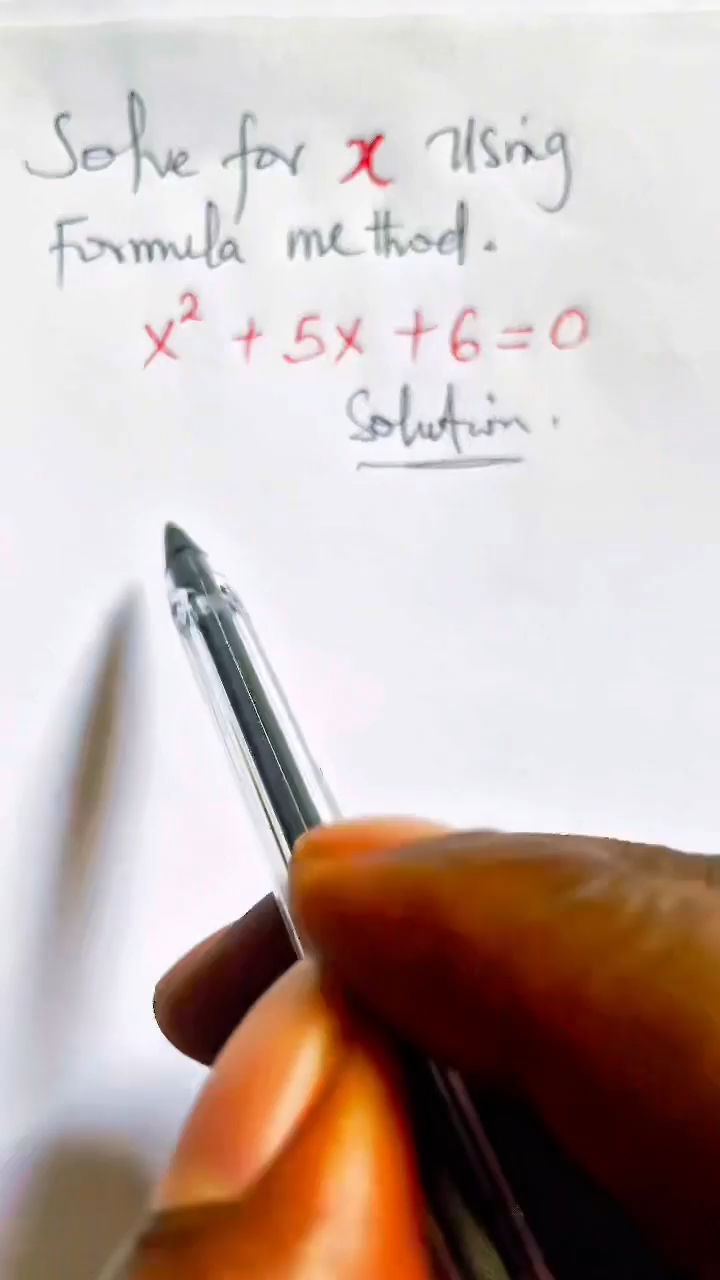 Solve for x using
Formula method.
x² + 5x + 6 = 0
Solution.